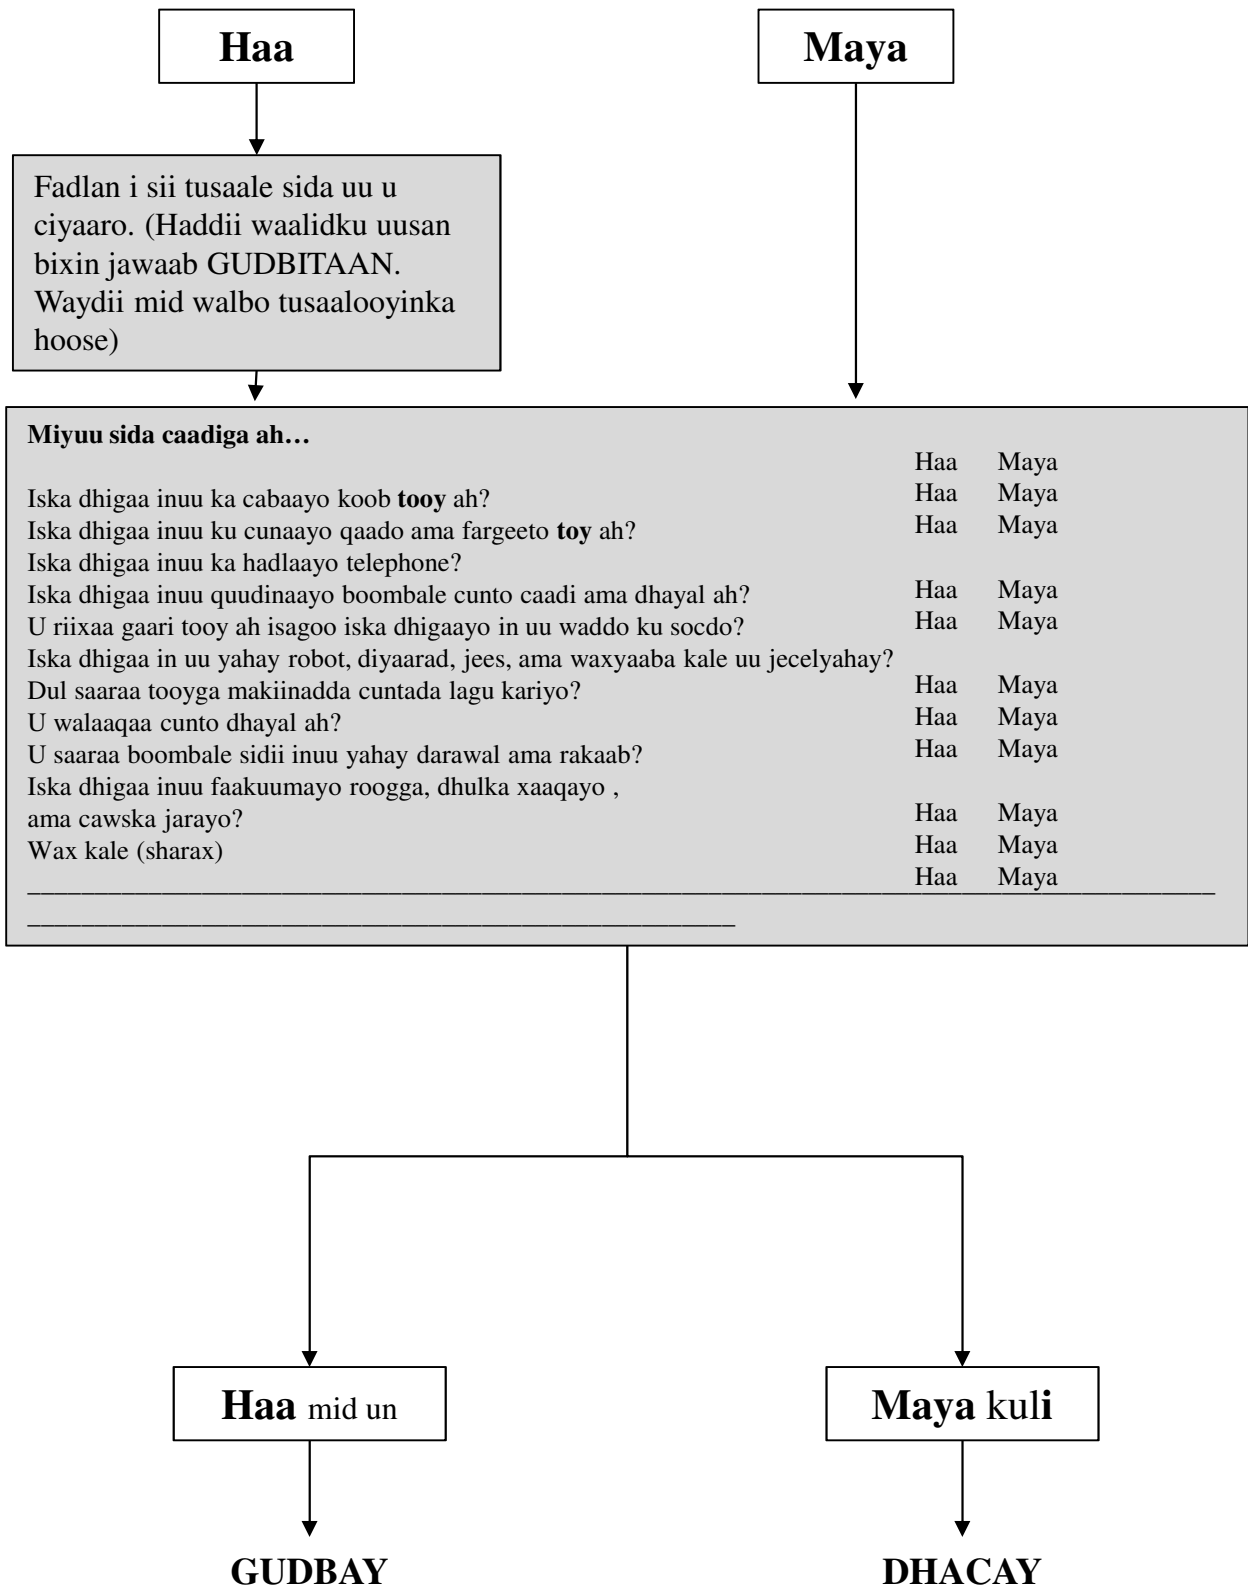 Haa
Maya
Fadlan i sii tusaale sida uu u
ciyaaro. (Haddii waalidku uusan
bixin jawaab GUDBITAAN.
Waydii mid walbo tusaalooyinka
hoose)
Miyuu sida caadiga ah…
Haa Maya
Iska dhigaa inuu ka cabaayo koob tooy ah? Haa Maya
Iska dhigaa inuu ku cunaayo qaado ama fargeeto toy ah? Haa Maya
Iska dhigaa inuu ka hadlaayo telephone?
Iska dhigaa inuu quudinaayo boombale cunto caadi ama dhayal ah? Haa Maya
U riixaa gaari tooy ah isagoo iska dhigaayo in uu waddo ku socdo? Haa Maya
Iska dhigaa in uu yahay robot, diyaarad, jees, ama waxyaaba kale uu jecelyahay?
Dul saaraa tooyga makiinadda cuntada lagu kariyo? Haa Maya
U walaaqaa cunto dhayal ah? Haa Maya
U saaraa boombale sidii inuu yahay darawal ama rakaab? Haa Maya
Iska dhigaa inuu faakuumayo roogga, dhulka xaaqayo ,
ama cawska jarayo? Haa Maya
Wax kale (sharax) Haa Maya
Haa Maya
Haa mid un
Maya kuli
GUDBAY
DHACAY